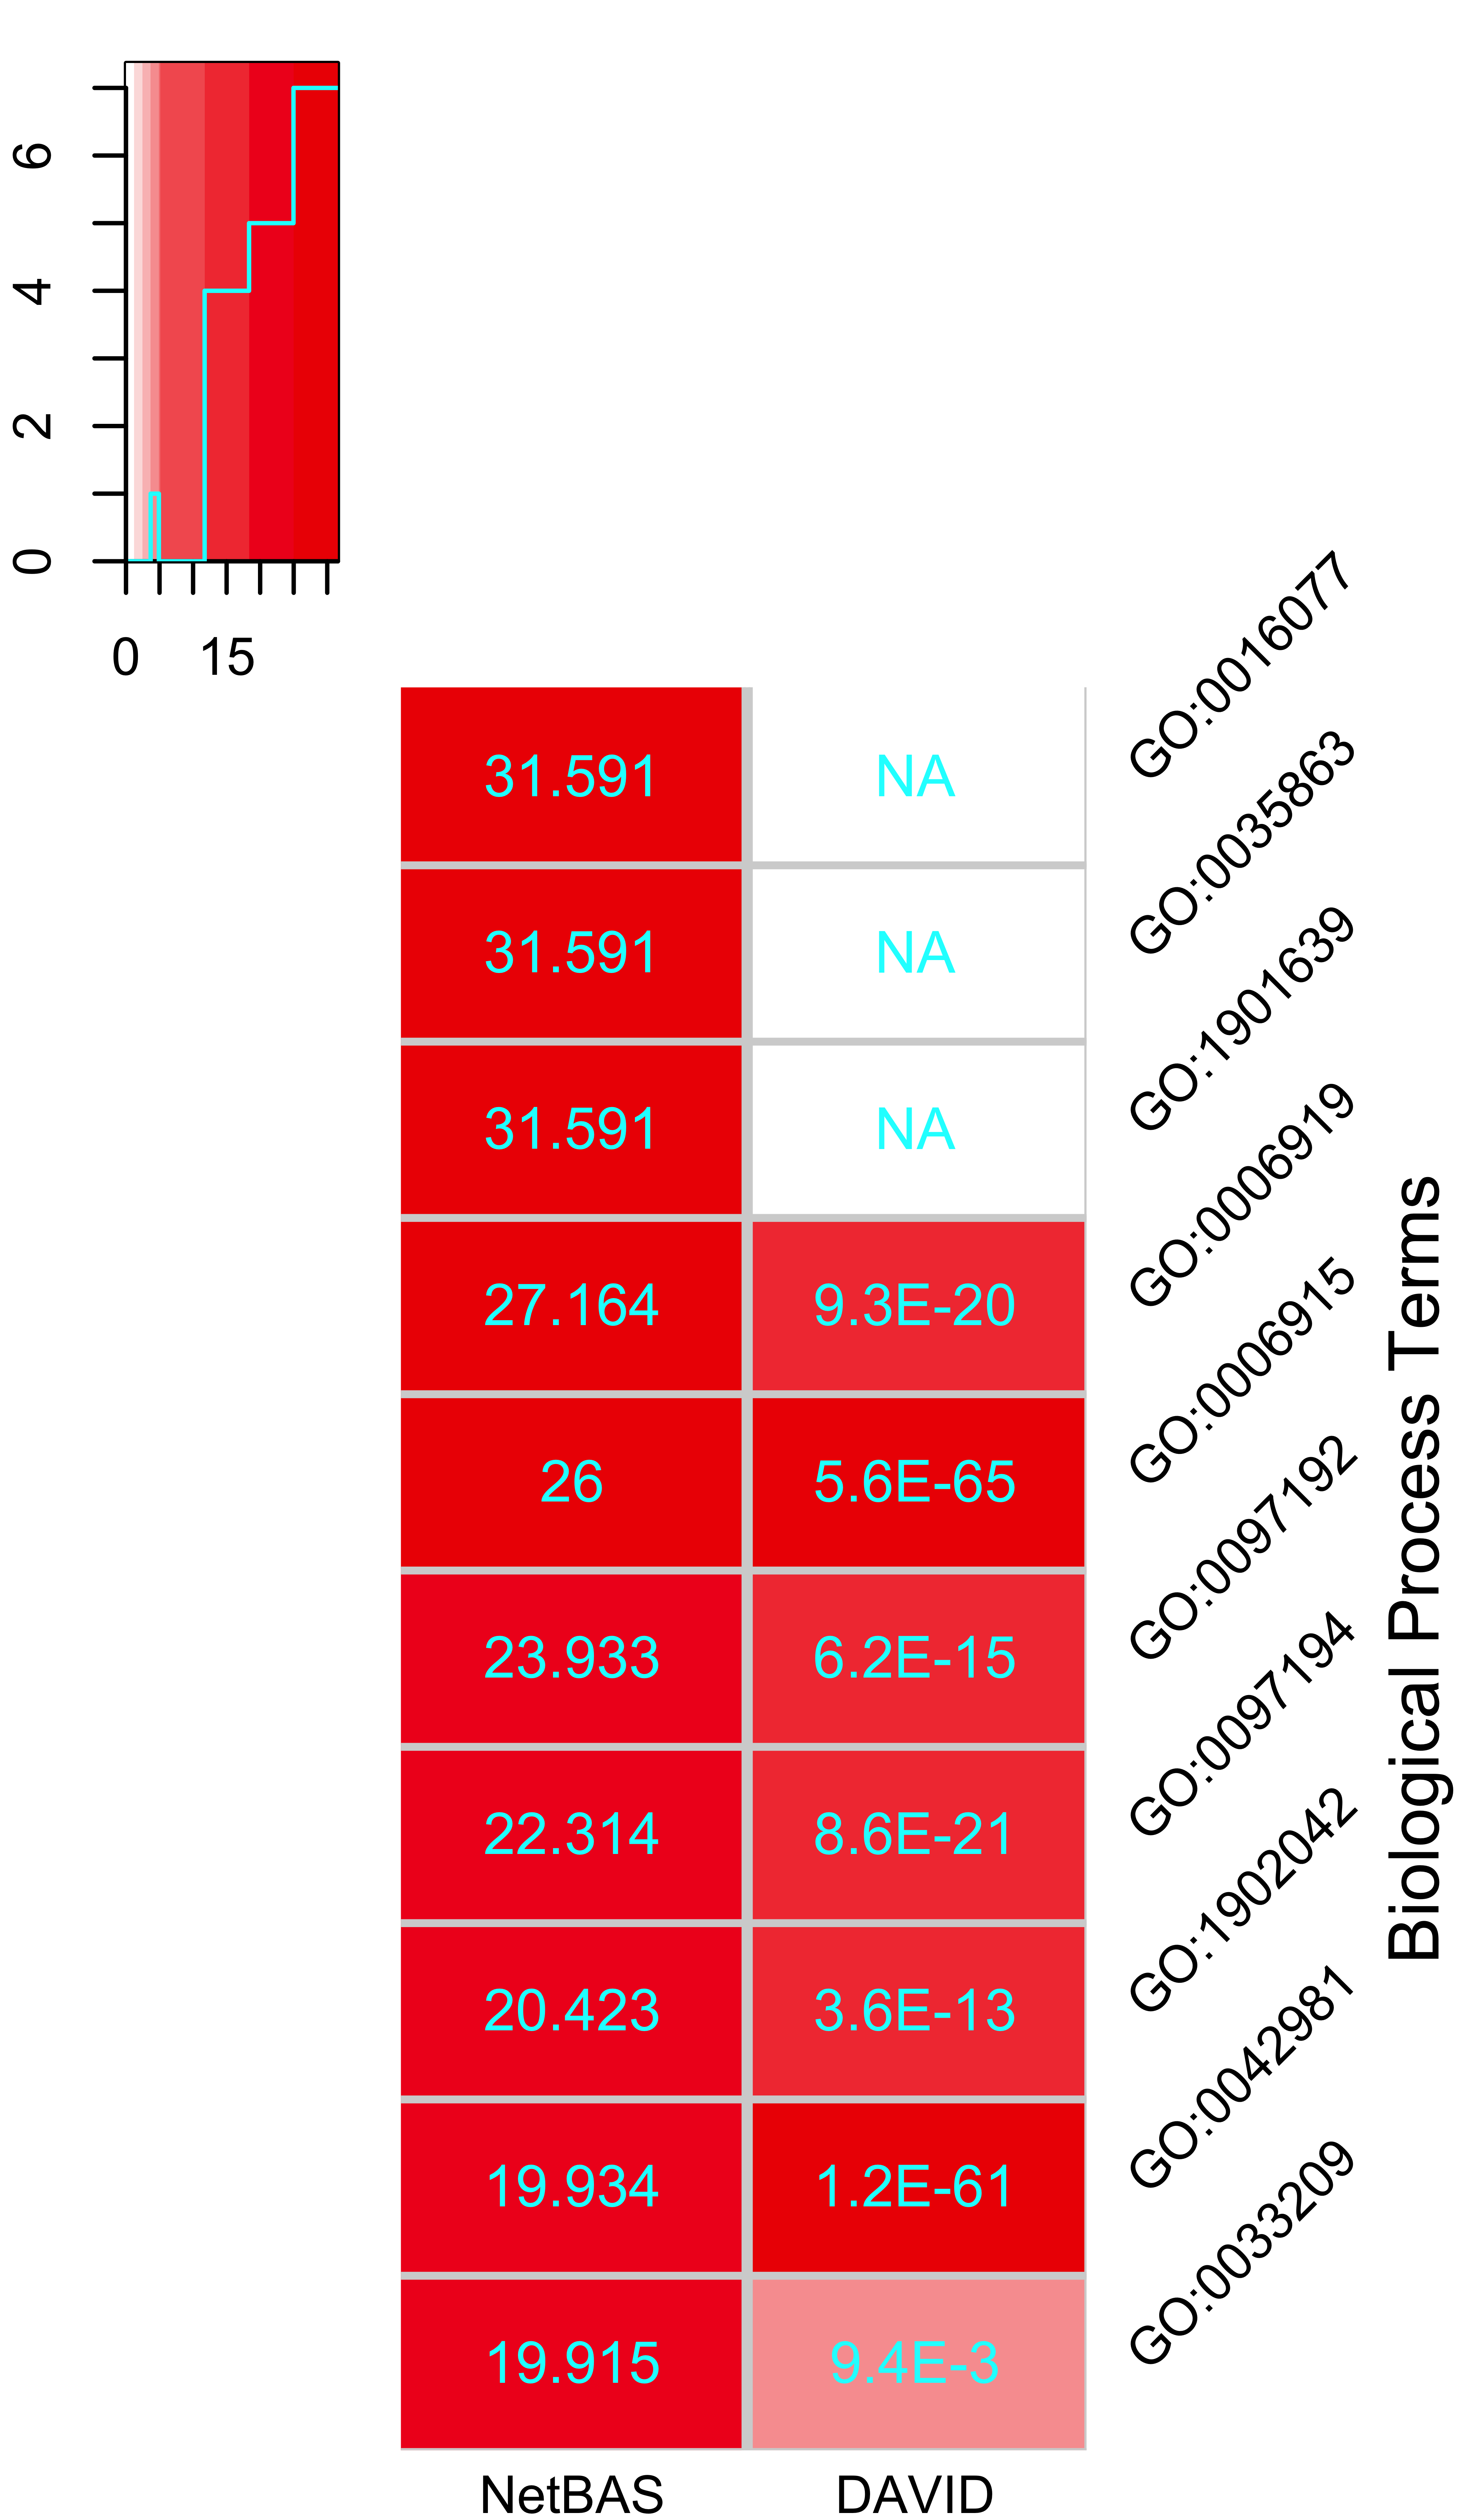 6
4
2
0
0 15
31.591 NA GO:0016077
31.591 NA GO:0035863
31.591 NA GO:1901639
27.164 9.3E-20 GO:0006919
26 5.6E-65 GO:0006915
23.933 6.2E-15 GO:0097192
22.314 8.6E-21 GO:0097194
20.423 3.6E-13 GO:1902042
19.934 1.2E-61 GO:0042981
19.915 9.4E-3 GO:0033209
NetBAS DAVID
Biological Process Terms